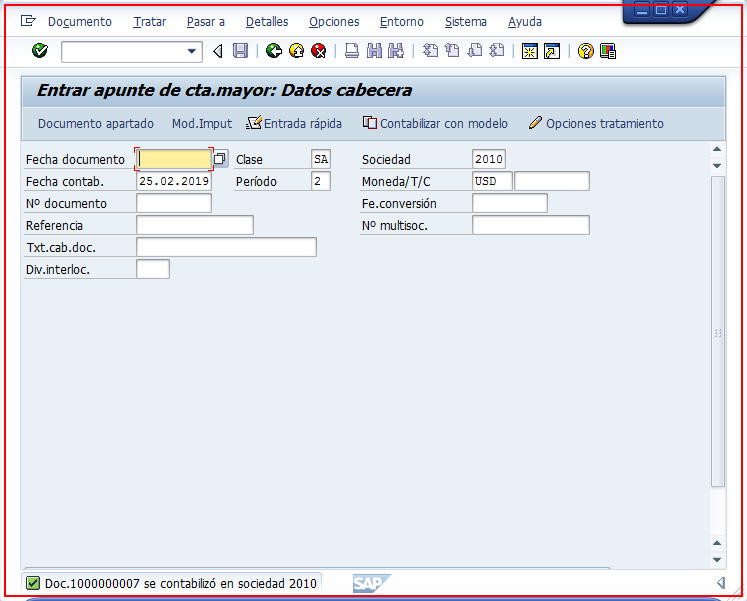 Documento Tratar Pasar a Detalles Opciones Entorno Sistema Ayuda
Entrar apunte de cta.mayor: Datos cabecera
Documento apartado Mod.Imput Entrada rápida Contabilizar con modelo Opciones tratamiento
Fecha documento Clase SA Sociedad 2010
Fecha contab. 25.02.2019 Período 2 Moneda/T/C USD
Nº documento Fe.conversión
Referencia Nº multisoc.
Txt.cab.doc.
Div.interloc.
Doc.1000000007 se contabilizó en sociedad 2010 SAP